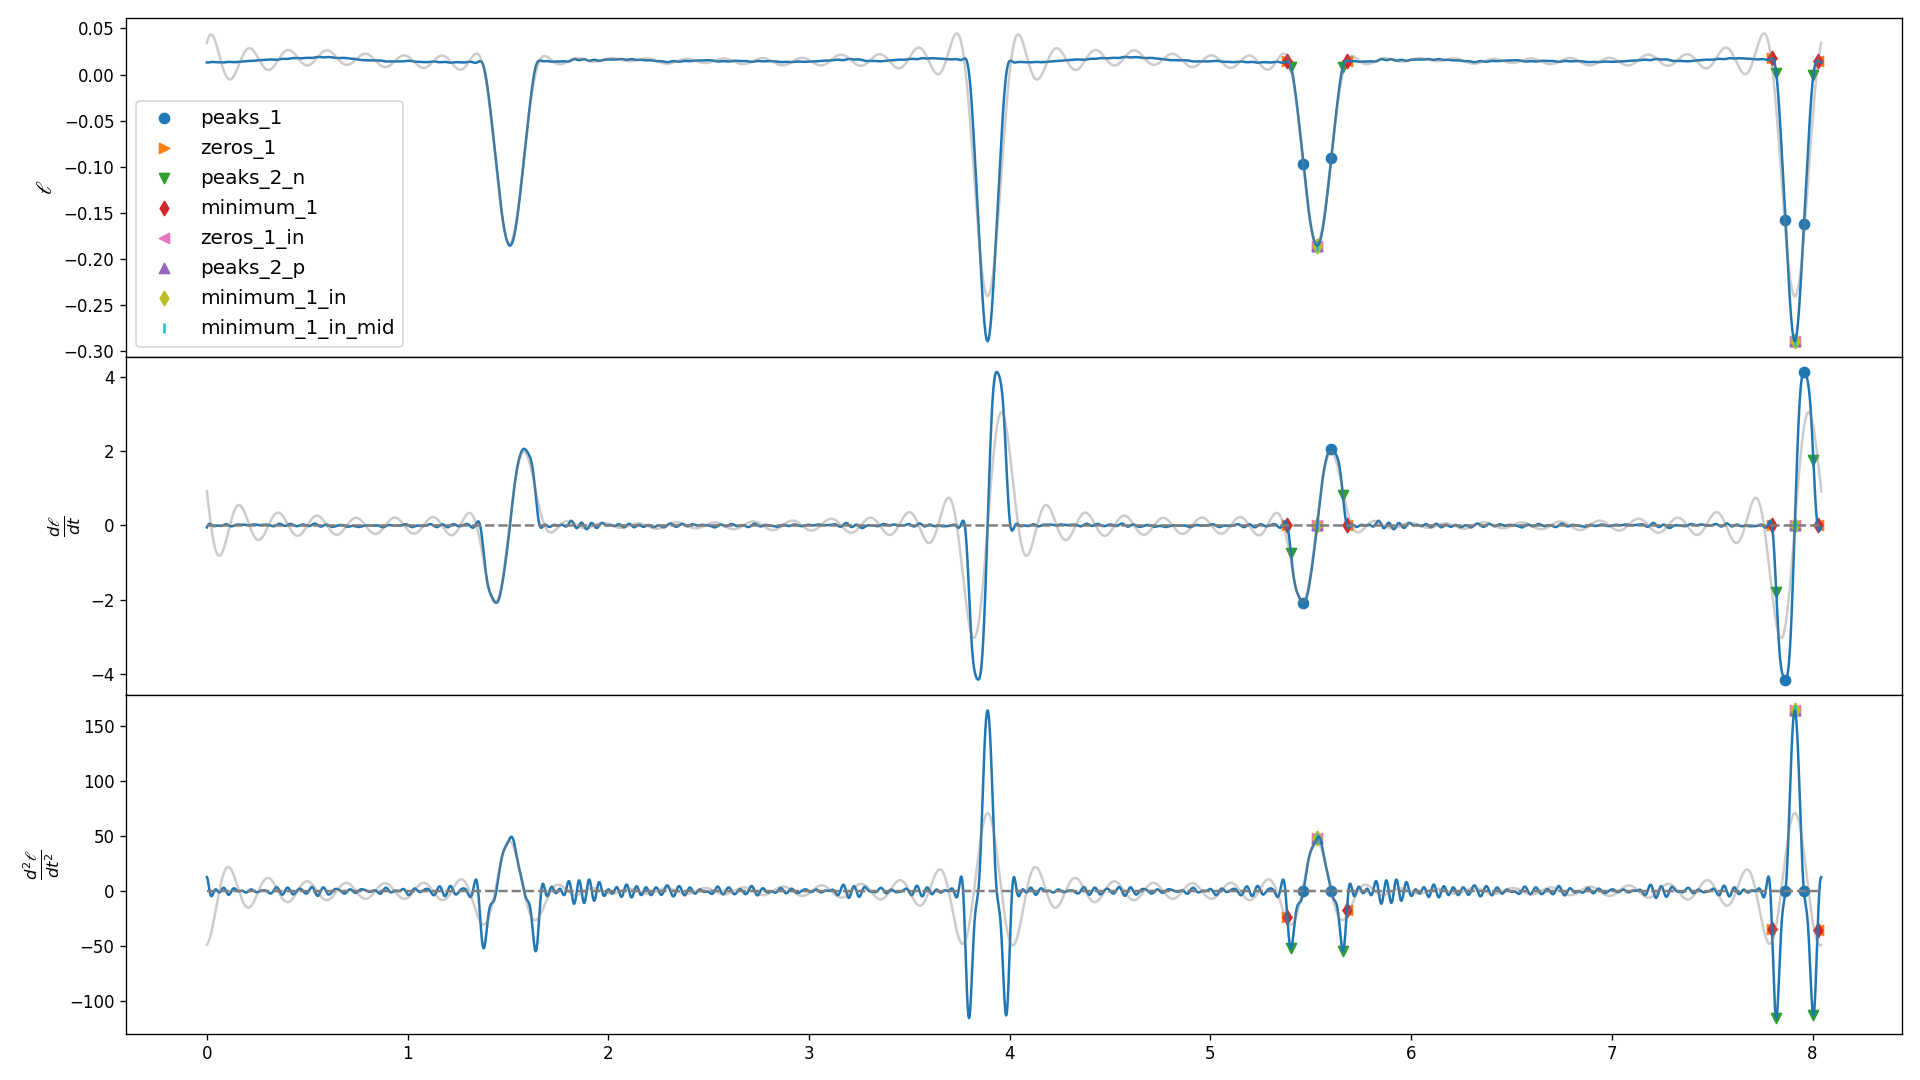 0.05
0.00
−0.05
−0.10
−0.15
−0.20
−0.25
−0.30
ℓ
peaks_1
zeros_1
peaks_2_n
minimum_1
zeros_1_in
peaks_2_p
minimum_1_in
minimum_1_in_mid
4
2
0
−2
−4
dℓ
dt
150
100
50
0
−50
−100
d²ℓ
dt²
0 1 2 3 4 5 6 7 8